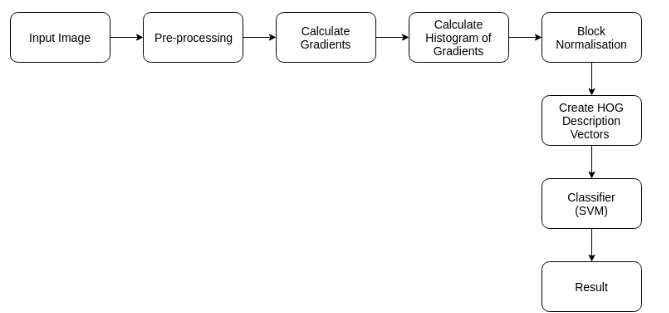 Input Image
Pre-processing
Calculate
Gradients
Calculate
Histogram of
Gradients
Block
Normalisation
Create HOG
Description
Vectors
Classifier
(SVM)
Result